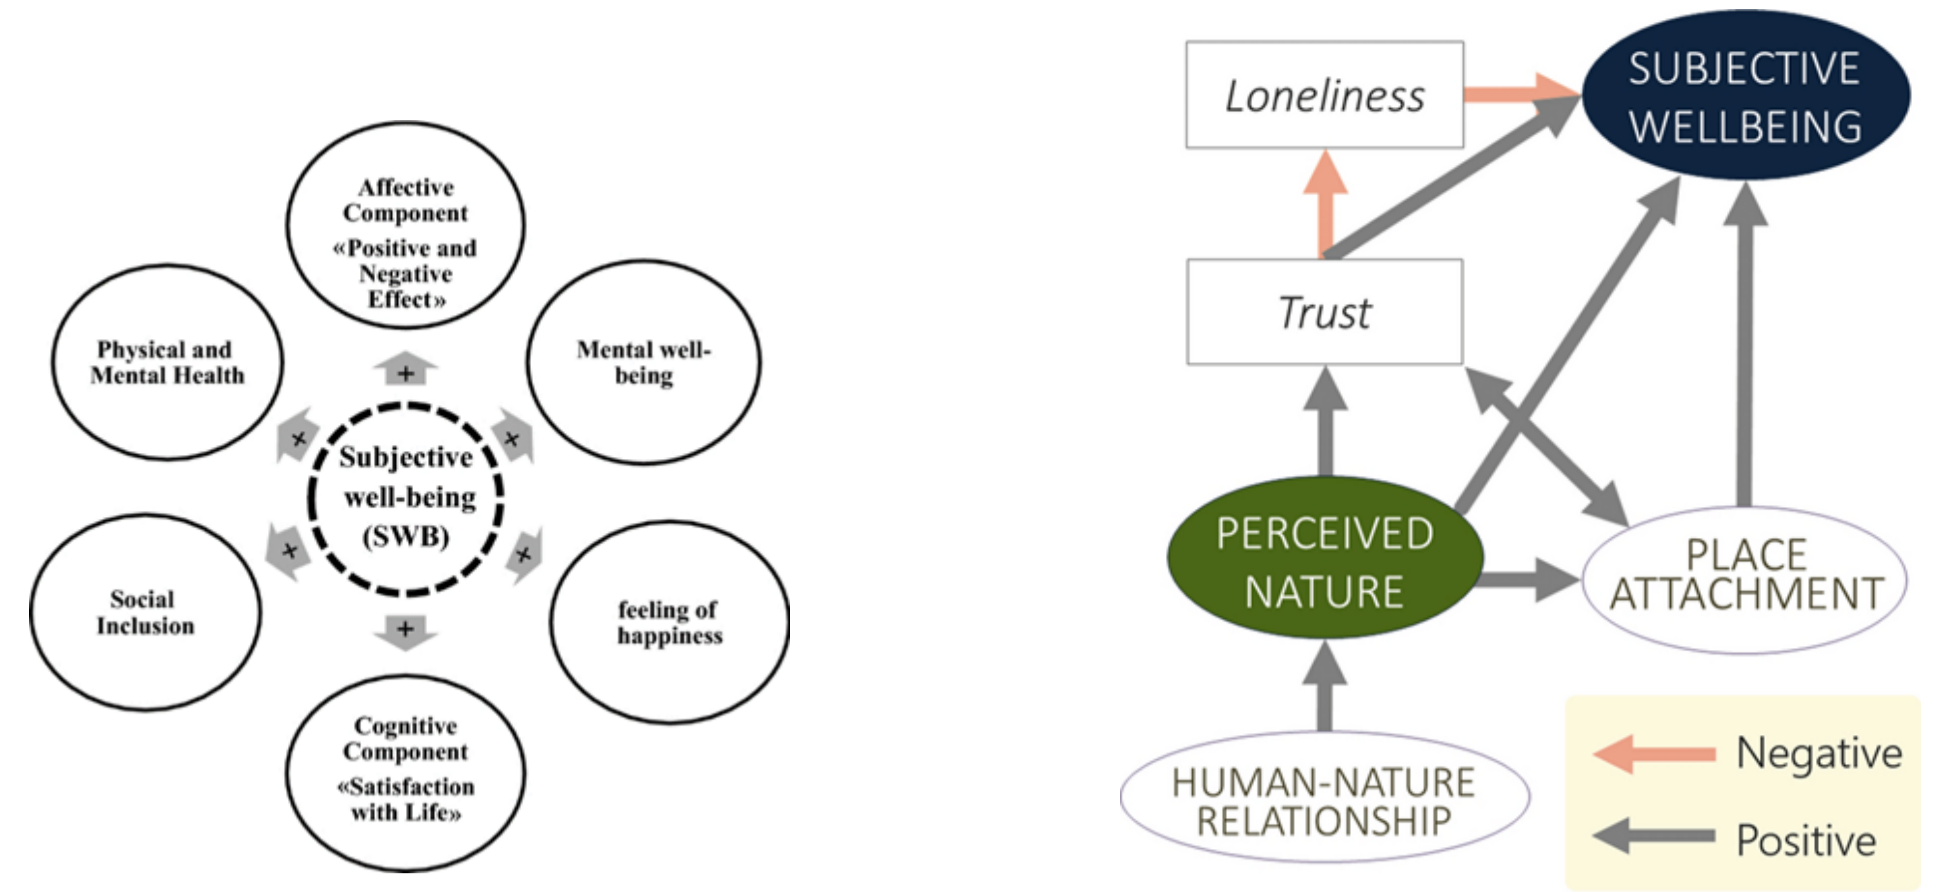 Affective
Component
«Positive and
Negative
Effect»
Physical and
Mental Health
Mental well-
being
+
+
+
Subjective
well-being
(SWB)
+
+
+
Social
Inclusion
feeling of
happiness
Cognitive
Component
«Satisfaction
with Life»
Loneliness
SUBJECTIVE
WELLBEING
Trust
PERCEIVED
NATURE
PLACE
ATTACHMENT
HUMAN-NATURE
RELATIONSHIP
Negative
Positive